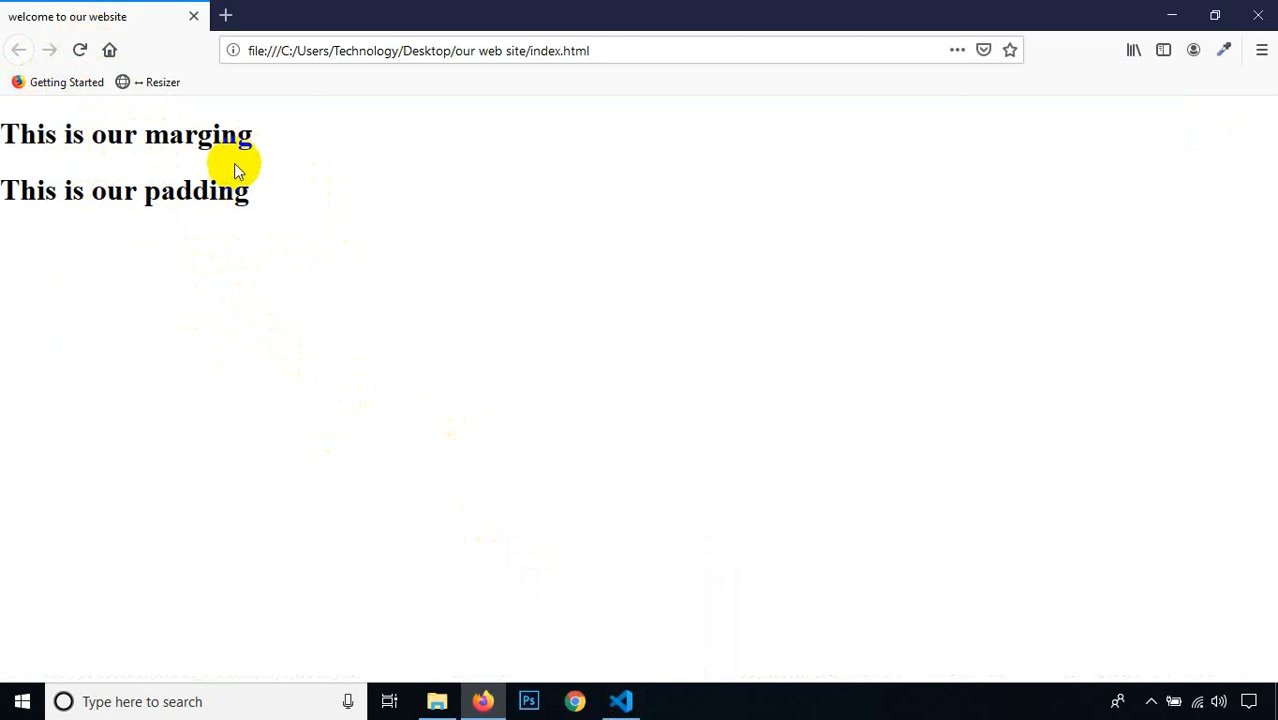 welcome to our website
file:///C:/Users/Technology/Desktop/our web site/index.html
Getting Started
↔ Resizer
This is our marging
This is our padding
Type here to search
Ps